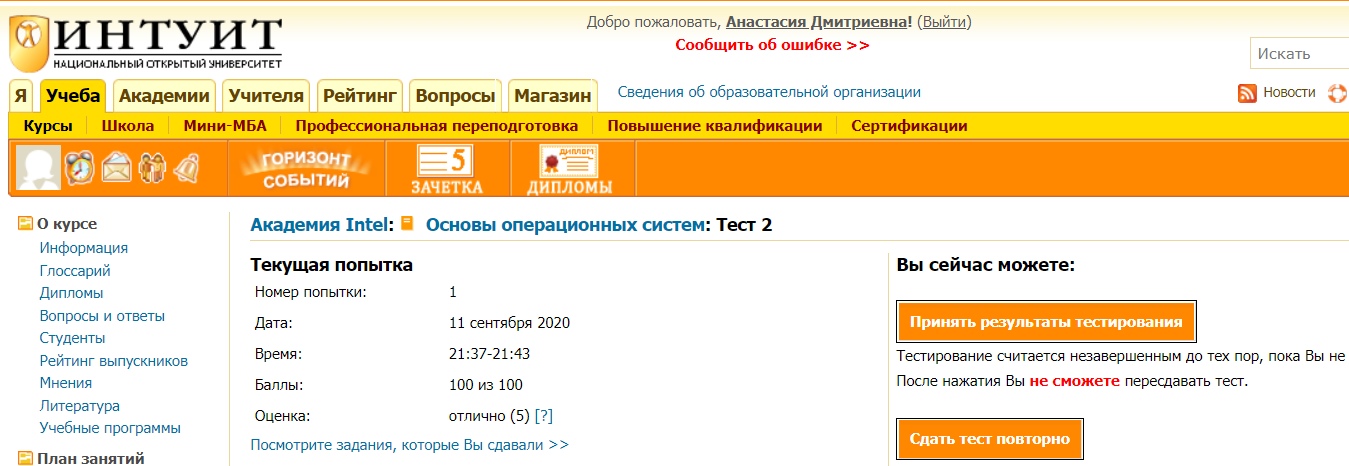 ИНТУИТ
НАЦИОНАЛЬНЫЙ ОТКРЫТЫЙ УНИВЕРСИТЕТ
Добро пожаловать, Анастасия Дмитриевна! (Выйти)
Сообщить об ошибке >>
Искать
Я Учеба Академии Учителя Рейтинг Вопросы Магазин Сведения об образовательной организации Новости
Курсы Школа Мини-МБА Профессиональная переподготовка Повышение квалификации Сертификации
ГОРИЗОНТ СОБЫТИЙ
5 ЗАЧЕТКА
ДИПЛОМ ДИПЛОМЫ
О курсе
Информация
Глоссарий
Дипломы
Вопросы и ответы
Студенты
Рейтинг выпускников
Мнения
Литература
Учебные программы
План занятий
Академия Intel: Основы операционных систем: Тест 2
Текущая попытка
Номер попытки: 1
Дата: 11 сентября 2020
Время: 21:37-21:43
Баллы: 100 из 100
Оценка: отлично (5) [?]
Посмотрите задания, которые Вы сдавали >>
Вы сейчас можете:
Принять результаты тестирования
Тестирование считается незавершенным до тех пор, пока Вы не
После нажатия Вы не сможете пересдавать тест.
Сдать тест повторно